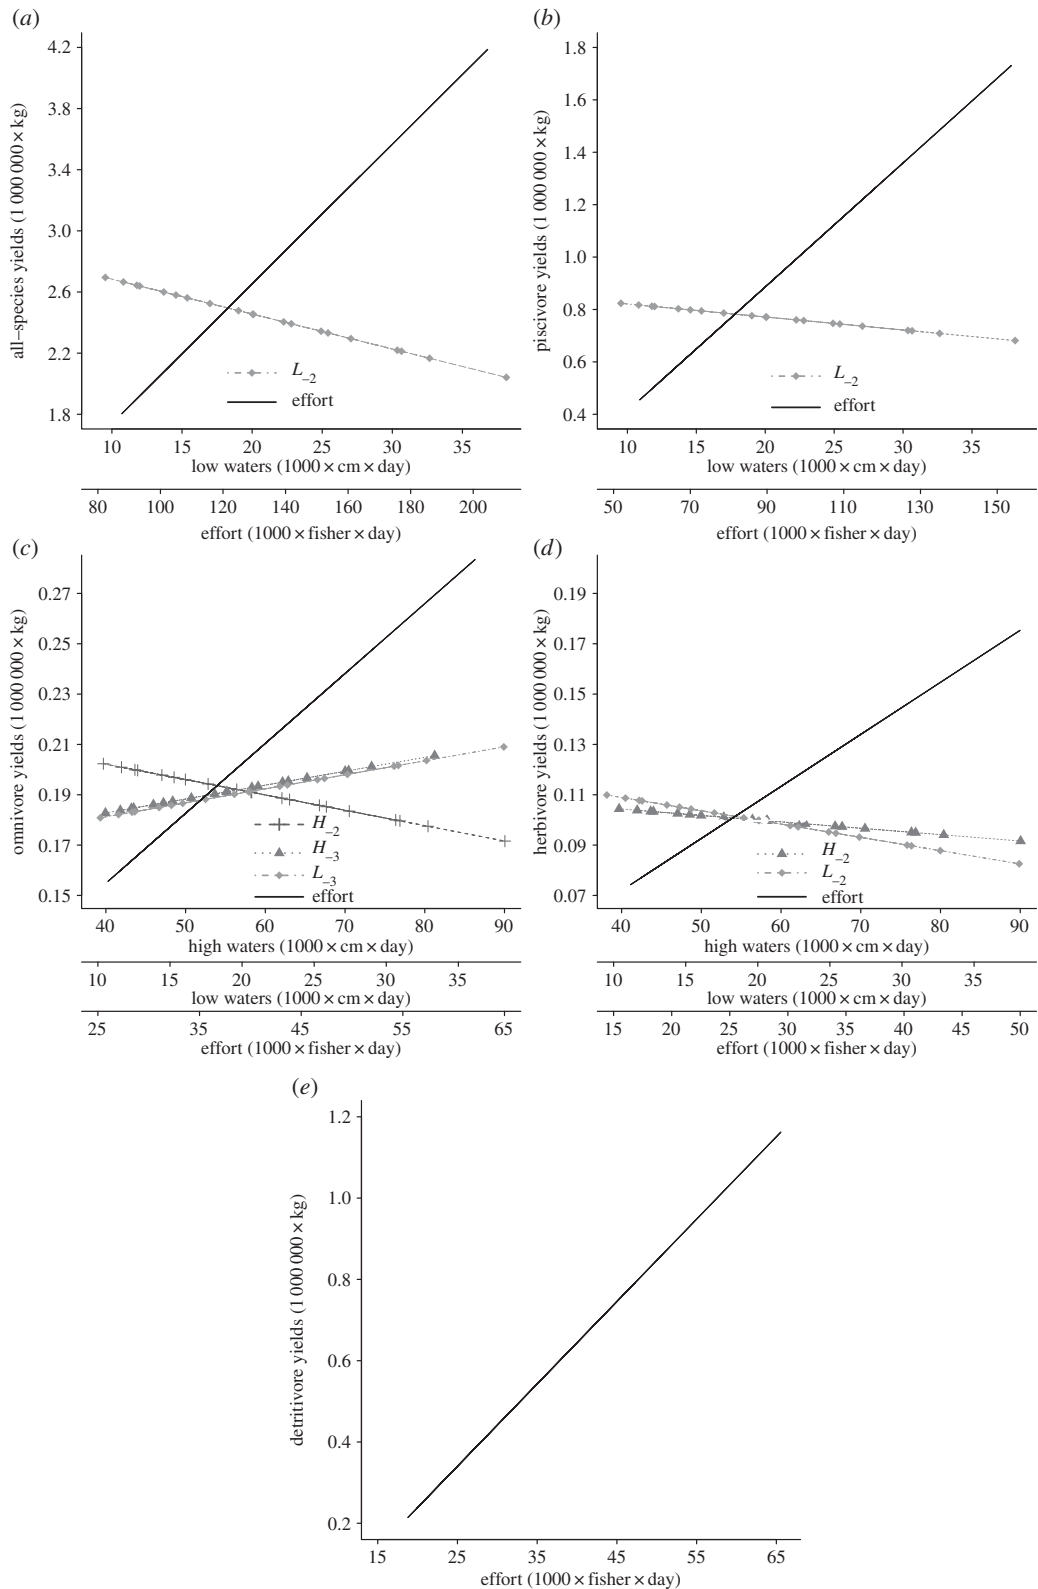 (a)
all–species yields (1 000 000 × kg)
4.2
3.8
3.4
3.0
2.6
2.2
1.8
L–2
effort
10 15 20 25 30 35
low waters (1000 × cm × day)
80 100 120 140 160 180 200
effort (1000 × fisher × day)
(b)
piscivore yields (1 000 000 × kg)
1.8
1.6
1.4
1.2
1.0
0.8
0.6
0.4
L–2
effort
10 15 20 25 30 35
low waters (1000 × cm × day)
50 70 90 110 130 150
effort (1000 × fisher × day)
(c)
omnivore yields (1 000 000 × kg)
0.27
0.25
0.23
0.21
0.19
0.17
0.15
H–2
H–3
L–3
effort
40 50 60 70 80 90
high waters (1000 × cm × day)
10 15 20 25 30 35
low waters (1000 × cm × day)
25 35 45 55 65
effort (1000 × fisher × day)
(d)
herbivore yields (1 000 000 × kg)
0.19
0.17
0.15
0.13
0.11
0.09
0.07
H–2
L–2
effort
40 50 60 70 80 90
high waters (1000 × cm × day)
10 15 20 25 30 35
low waters (1000 × cm × day)
15 20 25 30 35 40 45 50
effort (1000 × fisher × day)
(e)
detritivore yields (1 000 000 × kg)
1.2
1.0
0.8
0.6
0.4
0.2
15 25 35 45 55 65
effort (1000 × fisher × day)